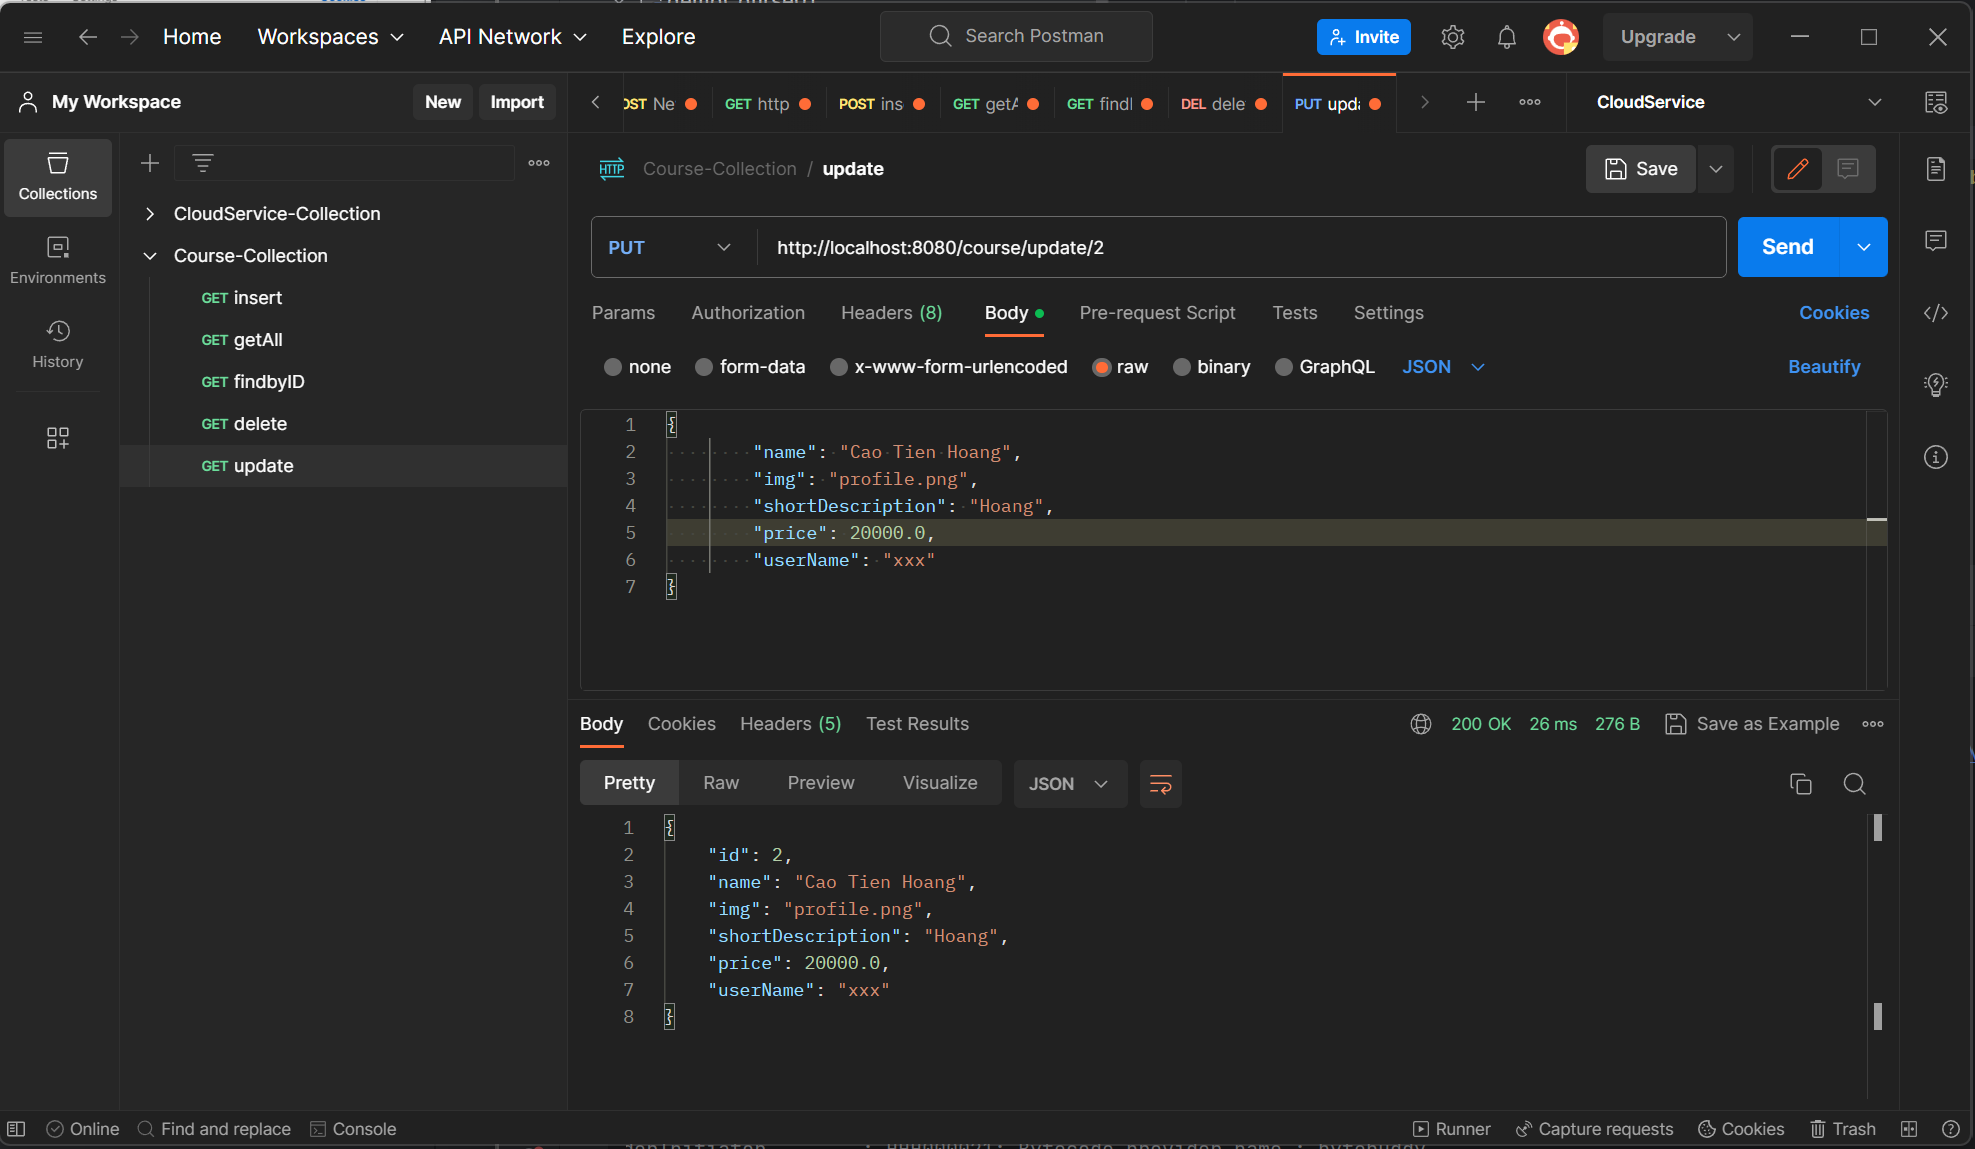 Home
Workspaces
API Network
Explore
Search Postman
Invite
Upgrade
My Workspace
New
Import
OST Ne
GET http
POST ins
GET getA
GET find
DEL dele
PUT upda
CloudService
Collections
Environments
History
CloudService-Collection
Course-Collection
GET insert
GET getAll
GET findbyID
GET delete
GET update
HTTP Course-Collection / update
Save
PUT http://localhost:8080/course/update/2
Send
Params Authorization Headers (8) Body Pre-request Script Tests Settings Cookies
none form-data x-www-form-urlencoded raw binary GraphQL JSON Beautify
1 {
2 "name": "Cao Tien Hoang",
3 "img": "profile.png",
4 "shortDescription": "Hoang",
5 "price": 20000.0,
6 "userName": "xxx"
7 }
Body Cookies Headers (5) Test Results 200 OK 26 ms 276 B Save as Example
Pretty Raw Preview Visualize JSON
1 {
2 "id": 2,
3 "name": "Cao Tien Hoang",
4 "img": "profile.png",
5 "shortDescription": "Hoang",
6 "price": 20000.0,
7 "userName": "xxx"
8 }
Online Find and replace Console Runner Capture requests Cookies Trash